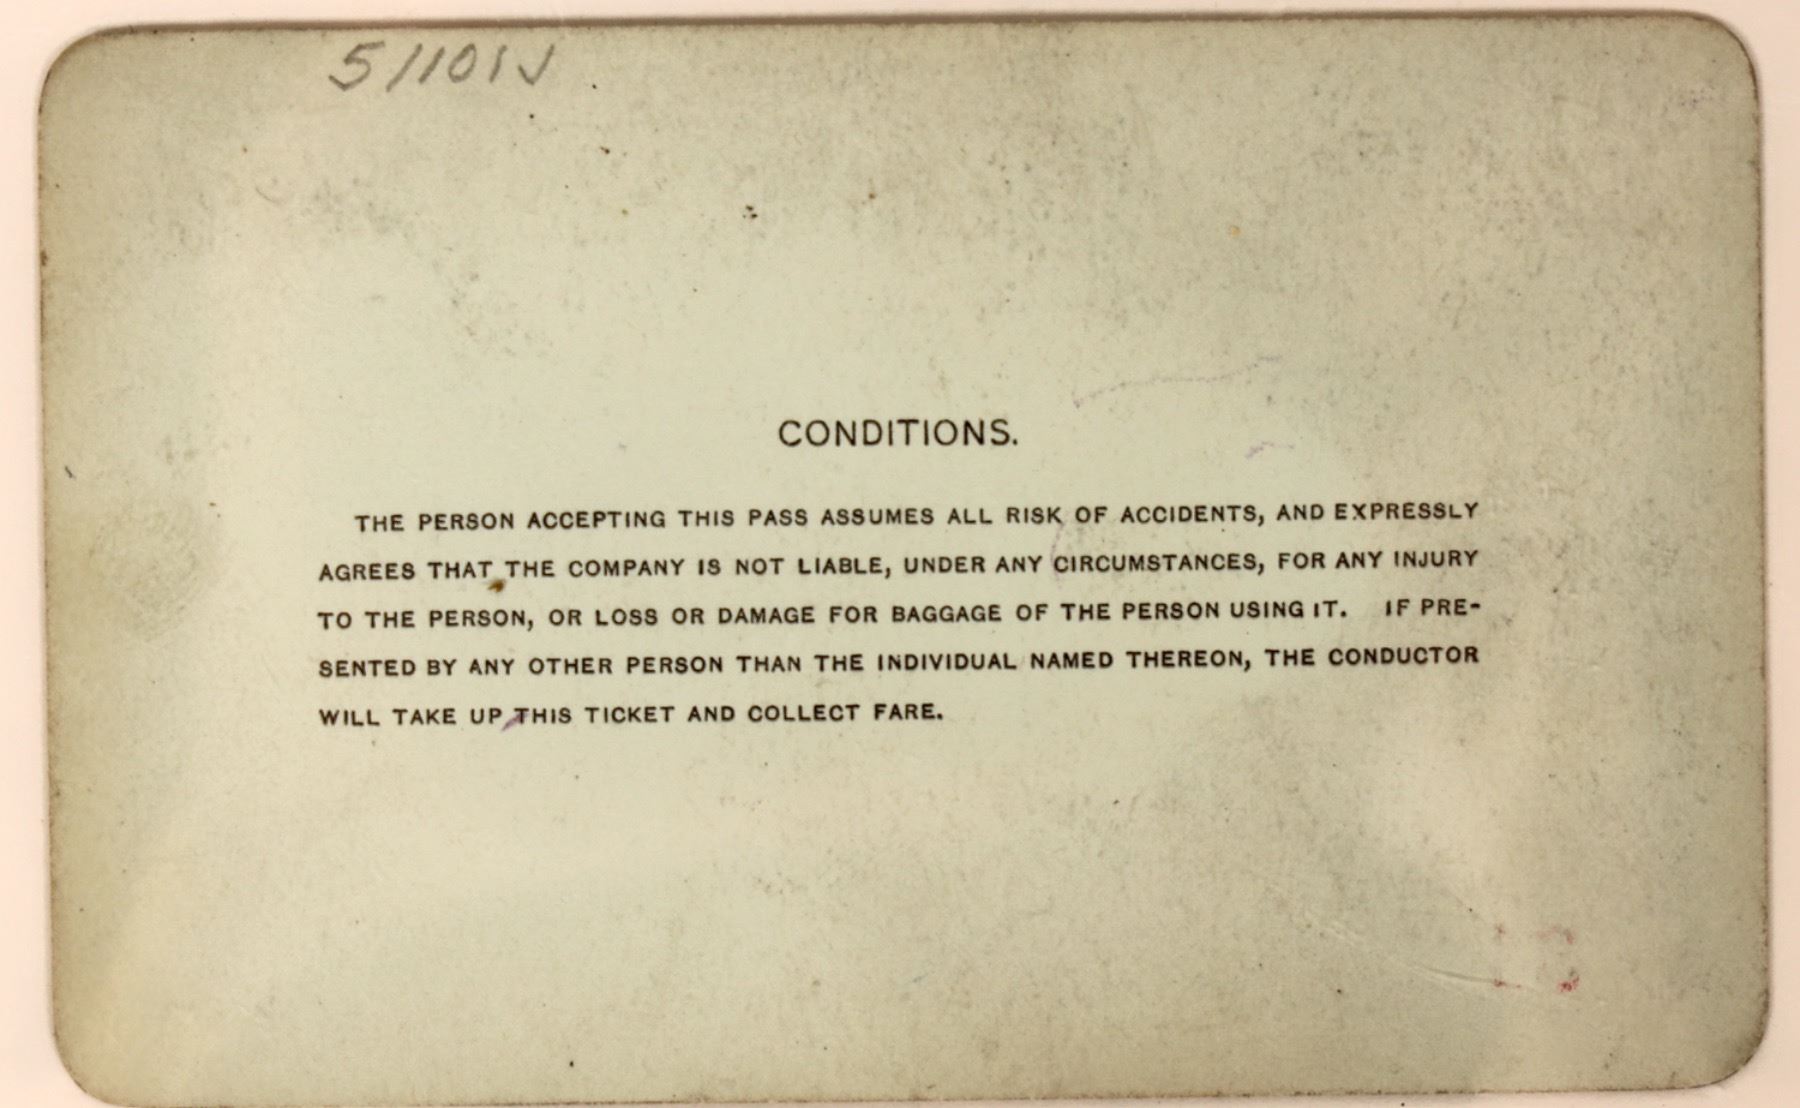 CONDITIONS.
THE PERSON ACCEPTING THIS PASS ASSUMES ALL RISK OF ACCIDENTS, AND EXPRESSLY
AGREES THAT THE COMPANY IS NOT LIABLE, UNDER ANY CIRCUMSTANCES, FOR ANY INJURY
TO THE PERSON, OR LOSS OR DAMAGE FOR BAGGAGE OF THE PERSON USING IT. IF PRE-
SENTED BY ANY OTHER PERSON THAN THE INDIVIDUAL NAMED THEREON, THE CONDUCTOR
WILL TAKE UP THIS TICKET AND COLLECT FARE.